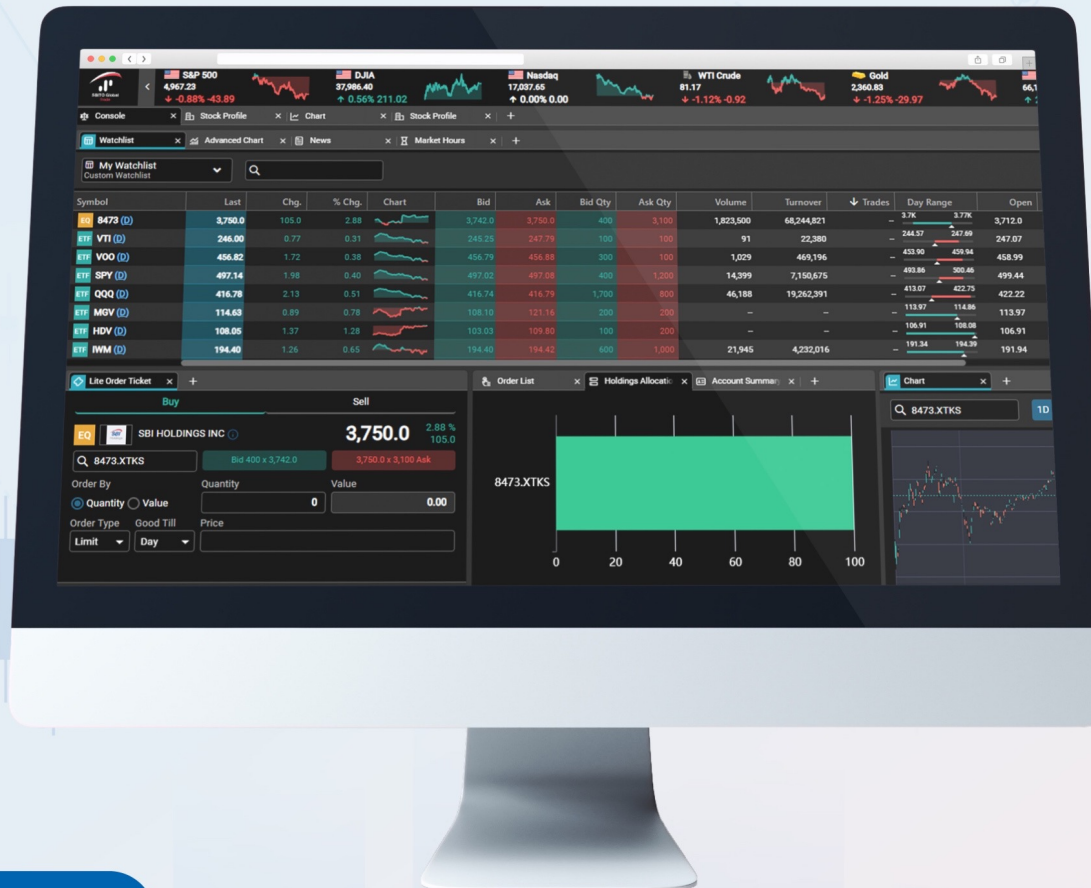 S&P 500
4,967.23
↓ -0.88% -43.89
DJIA
37,986.40
↑ 0.56% 211.02
Nasdaq
17,037.65
↑ 0.00% 0.00
WTI Crude
81.17
↓ -1.12% -0.92
Gold
2,360.83
↓ -1.25% -29.97
Console × Stock Profile × Chart × Stock Profile × +
Watchlist × Advanced Chart × News × Market Hours × +
My Watchlist
Custom Watchlist
Symbol Last Chg. % Chg. Chart Bid Ask Bid Qty Ask Qty Volume Turnover ↓ Trades Day Range Open
EQ 8473 (D) 3,750.0 105.0 2.88 3,742.0 3,750.0 400 3,100 1,823,500 68,244,821 – 3.7K 3.77K 3,712.0
ETF VTI (D) 246.00 0.77 0.31 245.25 247.79 100 100 91 22,380 – 244.57 247.69 247.07
ETF VOO (D) 456.82 1.72 0.38 456.79 456.88 300 100 1,029 469,196 – 453.90 459.94 458.99
ETF SPY (D) 497.14 1.98 0.40 497.02 497.08 400 1,200 14,399 7,150,675 – 493.86 500.46 499.44
ETF QQQ (D) 416.78 2.13 0.51 416.74 416.79 1,700 800 46,188 19,262,391 – 413.07 422.75 422.22
ETF MGV (D) 114.63 0.89 0.78 108.10 121.16 200 200 – – – 113.97 114.86 113.97
ETF HDV (D) 108.05 1.37 1.28 103.03 109.80 100 200 – – – 106.91 108.08 106.91
ETF IWM (D) 194.40 1.26 0.65 194.40 194.42 600 1,000 21,945 4,232,016 – 191.34 194.39 191.94
Lite Order Ticket × +
Buy Sell
EQ SBI HOLDINGS INC 3,750.0 2.88 %
105.0
8473.XTKS Bid 400 x 3,742.0 3,750.0 x 3,100 Ask
Order By Quantity Value
Quantity Value 0 0.00
Order Type Good Till Price
Limit Day
Order List × Holdings Allocatio × Account Summar × +
8473.XTKS
0 20 40 60 80 100
Chart × +
8473.XTKS 1D